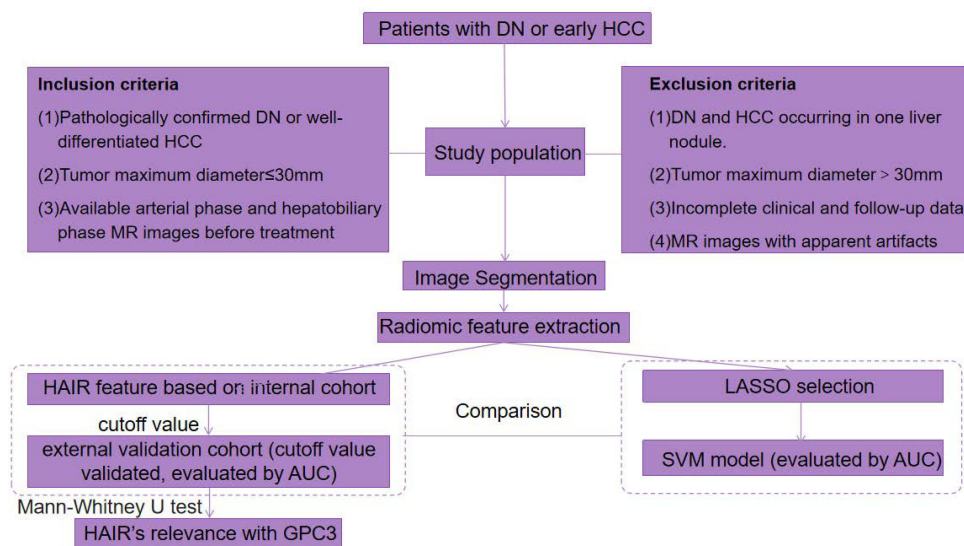 Patients with DN or early HCC
Inclusion criteria
(1)Pathologically confirmed DN or well-
differentiated HCC
(2)Tumor maximum diameter≤30mm
(3)Available arterial phase and hepatobiliary
phase MR images before treatment
Study population
Exclusion criteria
(1)DN and HCC occurring in one liver
nodule.
(2)Tumor maximum diameter﹥30mm
(3)Incomplete clinical and follow-up data
(4)MR images with apparent artifacts
Image Segmentation
Radiomic feature extraction
HAIR feature based on internal cohort
cutoff value
external validation cohort (cutoff value
validated, evaluated by AUC)
Mann-Whitney U test
HAIR's relevance with GPC3
Comparison
LASSO selection
SVM model (evaluated by AUC)